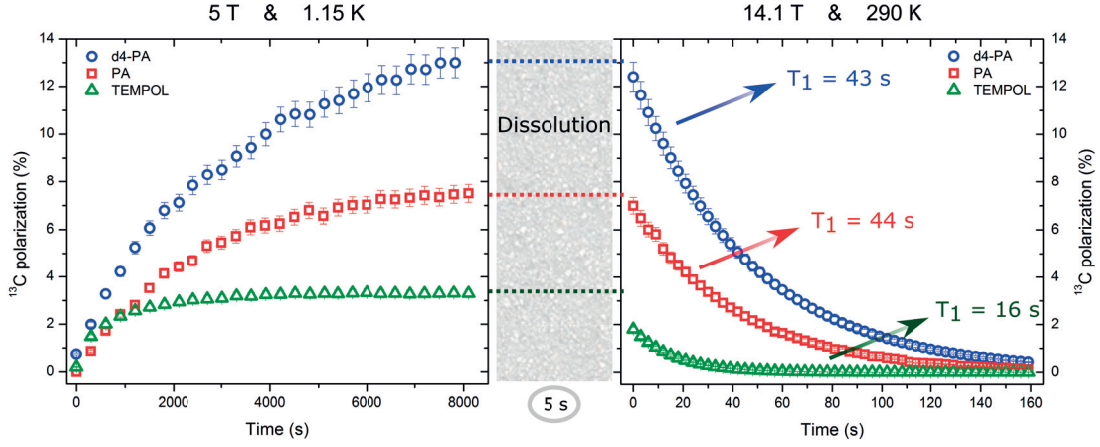 5 T & 1.15 K
14.1 T & 290 K
14
12
10
8
6
4
2
0
¹³C polarization (%)
d4-PA
PA
TEMPOL
0
2000
4000
6000
8000
Time (s)
Dissolution
5 s
d4-PA
PA
TEMPOL
T₁ = 43 s
T₁ = 44 s
T₁ = 16 s
0
20
40
60
80
100
120
140
160
Time (s)
14
12
10
8
6
4
2
0
¹³C polarization (%)